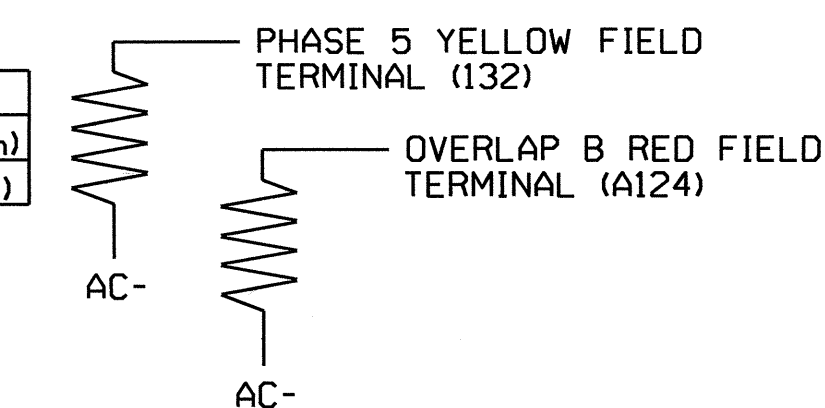 PHASE 5 YELLOW FIELD
TERMINAL (132)
OVERLAP B RED FIELD
TERMINAL (A124)
AC-
AC-